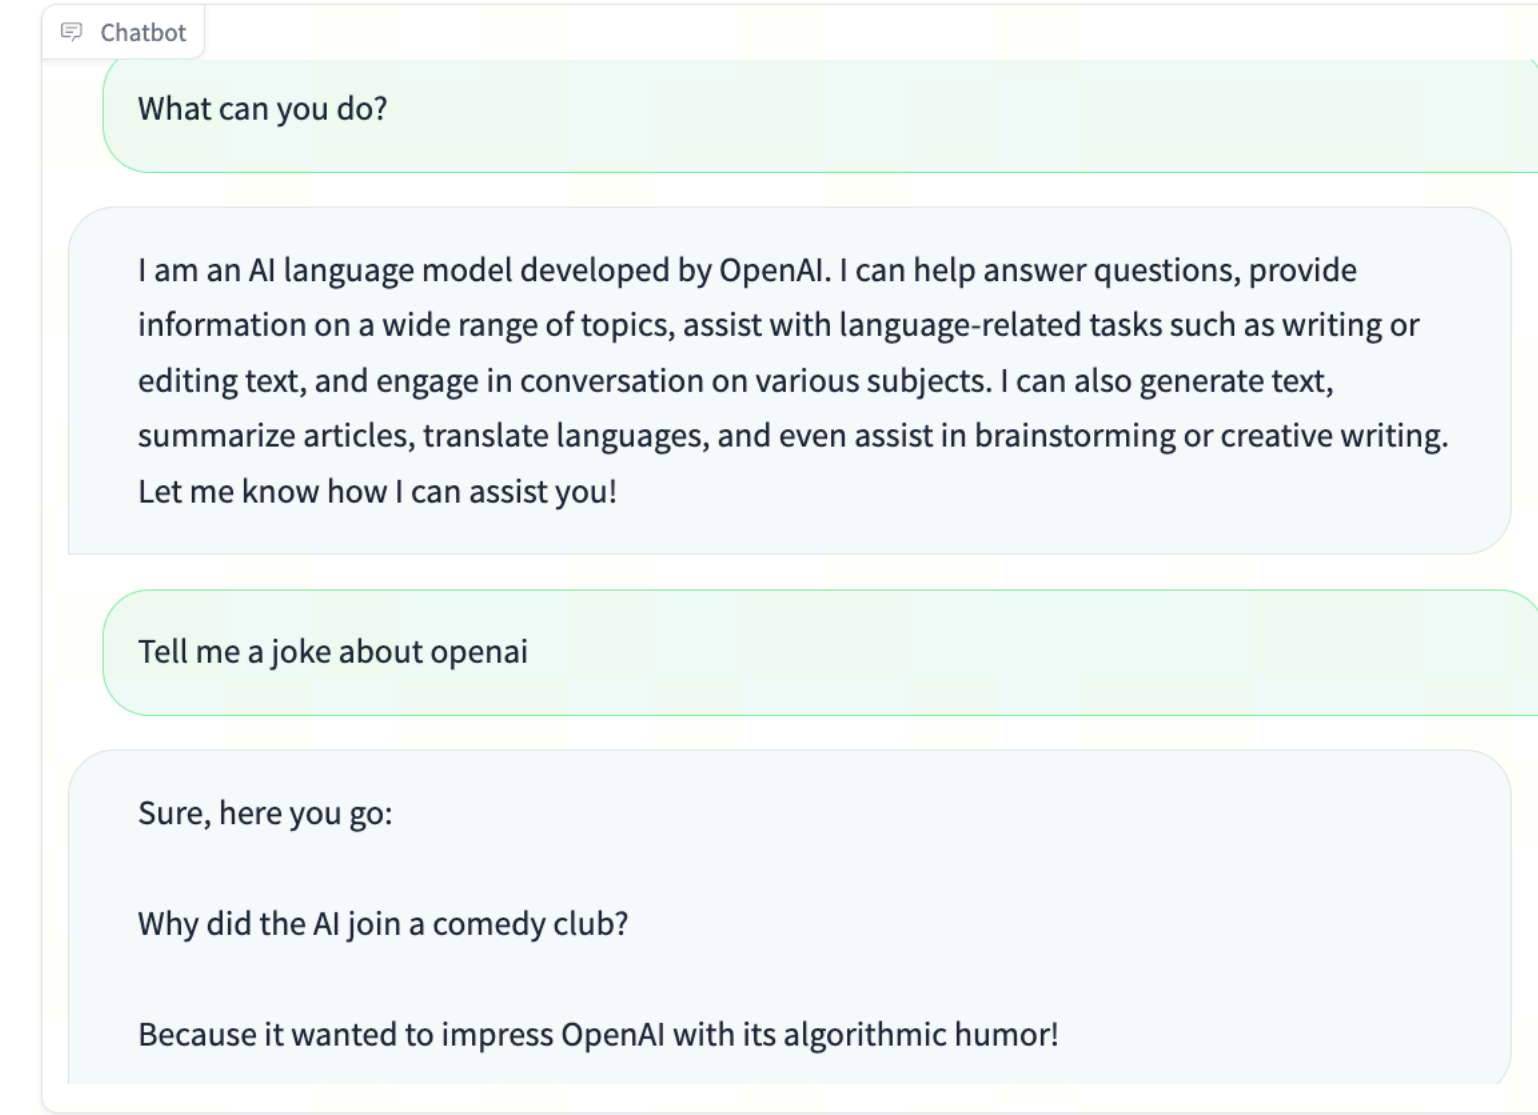 Chatbot
What can you do?
I am an AI language model developed by OpenAI. I can help answer questions, provide
information on a wide range of topics, assist with language-related tasks such as writing or
editing text, and engage in conversation on various subjects. I can also generate text,
summarize articles, translate languages, and even assist in brainstorming or creative writing.
Let me know how I can assist you!
Tell me a joke about openai
Sure, here you go:
Why did the AI join a comedy club?
Because it wanted to impress OpenAI with its algorithmic humor!